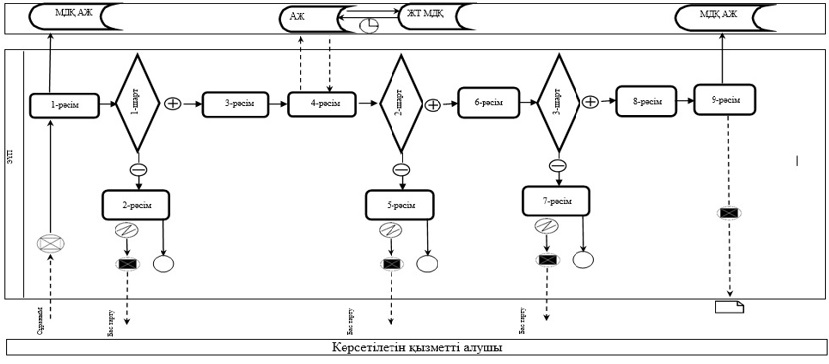 МДҚ АЖ
АЖ
ЖТ МДҚ
МДҚ АЖ
ЭҮП
1-рәсім
1-шарт
3-рәсім
4-рәсім
2-шарт
6-рәсім
3-шарт
8-рәсім
9-рәсім
2-рәсім
5-рәсім
7-рәсім
Сұраным
Бас тарту
Бас тарту
Бас тарту
Көрсетілетін қызметті алушы